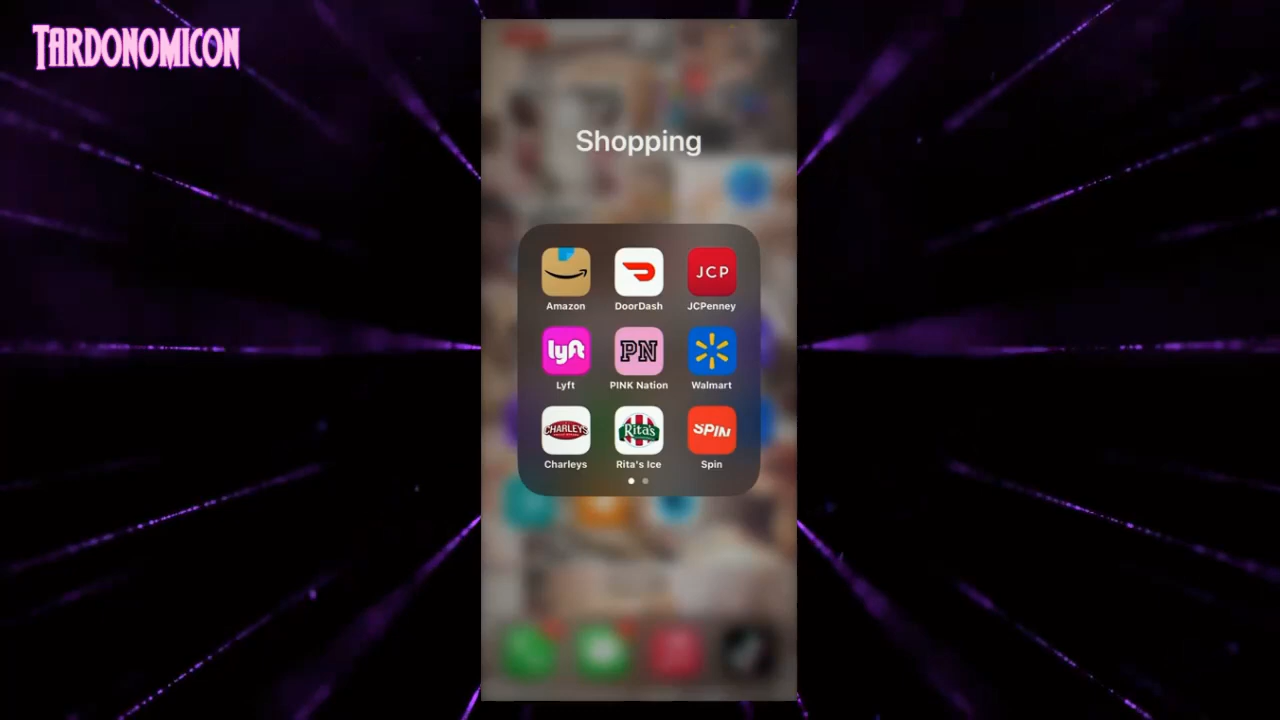 TARDONOMICON
Shopping
JCP
Amazon DoorDash JCPenney
lyft PN
Lyft PINK Nation Walmart
CHARLEYS Rita's SPIN
Charleys Rita's Ice Spin